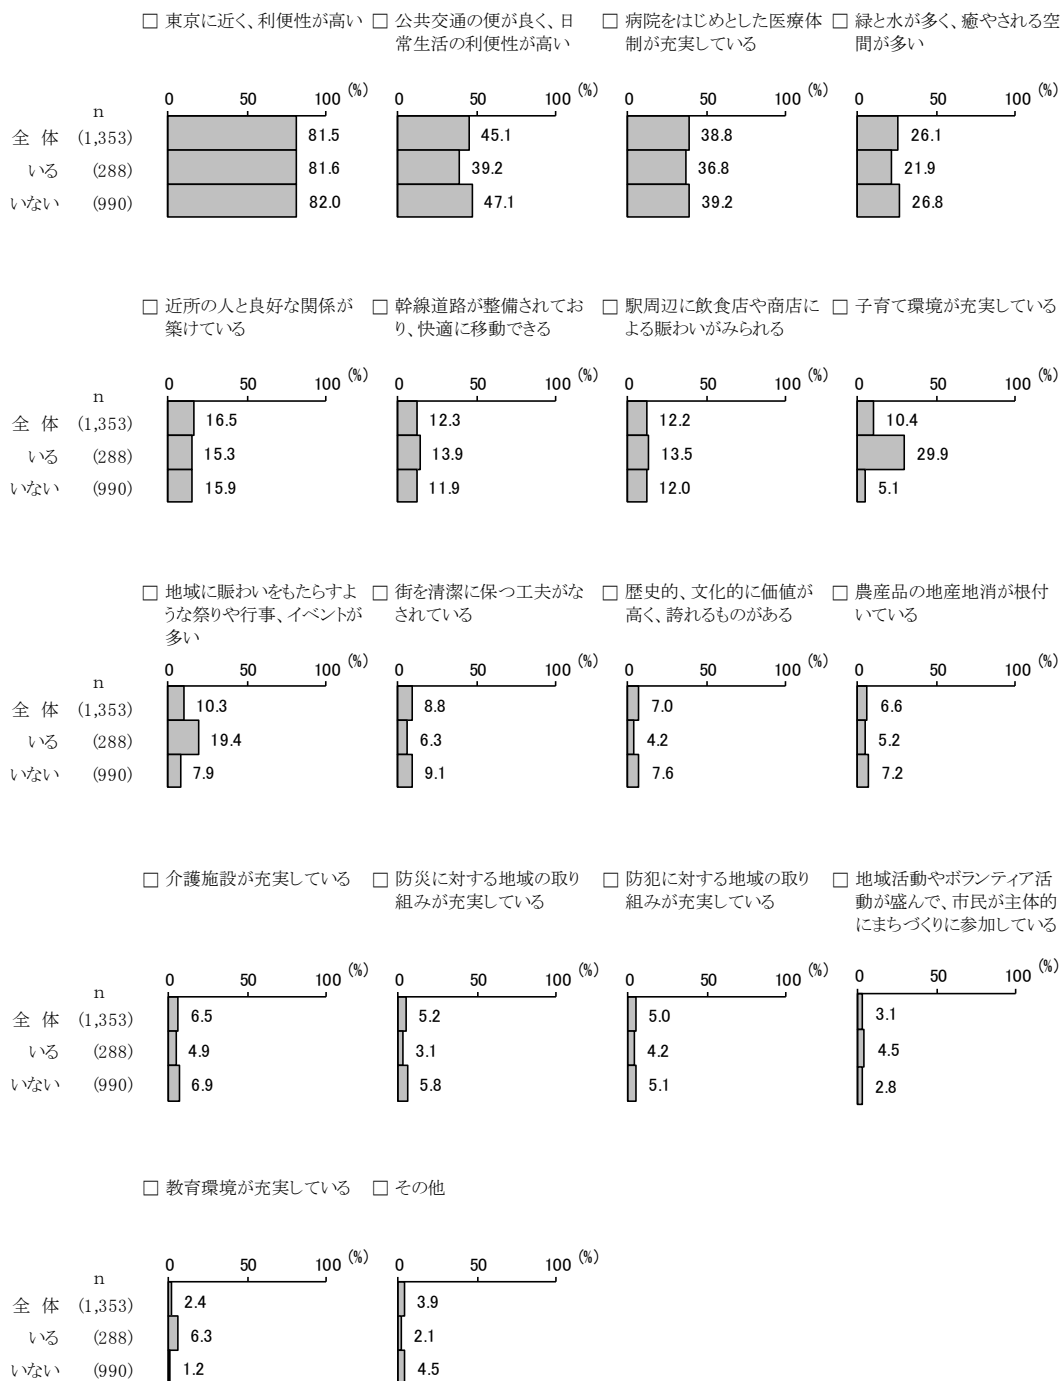 □ 東京に近く、利便性が高い □ 公共交通の便が良く、日常生活の利便性が高い □ 病院をはじめとした医療体制が充実している □ 緑と水が多く、癒やされる空間が多い
0 50 100 (%) 0 50 100 (%) 0 50 100 (%) 0 50 100 (%)
n
全 体 (1,353) 81.5 45.1 38.8 26.1
いる (288) 81.6 39.2 36.8 21.9
いない (990) 82.0 47.1 39.2 26.8
□ 近所の人と良好な関係が築けている □ 幹線道路が整備されており、快適に移動できる □ 駅周辺に飲食店や商店による賑わいがみられる □ 子育て環境が充実している
0 50 100 (%) 0 50 100 (%) 0 50 100 (%) 0 50 100 (%)
n
全 体 (1,353) 16.5 12.3 12.2 10.4
いる (288) 15.3 13.9 13.5 29.9
いない (990) 15.9 11.9 12.0 5.1
□ 地域に賑わいをもたらすような祭りや行事、イベントが多い □ 街を清潔に保つ工夫がなされている □ 歴史的、文化的に価値が高く、誇れるものがある □ 農産品の地産地消が根付いている
0 50 100 (%) 0 50 100 (%) 0 50 100 (%) 0 50 100 (%)
n
全 体 (1,353) 10.3 8.8 7.0 6.6
いる (288) 19.4 6.3 4.2 5.2
いない (990) 7.9 9.1 7.6 7.2
□ 介護施設が充実している □ 防災に対する地域の取り組みが充実している □ 防犯に対する地域の取り組みが充実している □ 地域活動やボランティア活動が盛んで、市民が主体的にまちづくりに参加している
0 50 100 (%) 0 50 100 (%) 0 50 100 (%) 0 50 100 (%)
n
全 体 (1,353) 6.5 5.2 5.0 3.1
いる (288) 4.9 3.1 4.2 4.5
いない (990) 6.9 5.8 5.1 2.8
□ 教育環境が充実している □ その他
0 50 100 (%) 0 50 100 (%)
n
全 体 (1,353) 2.4 3.9
いる (288) 6.3 2.1
いない (990) 1.2 4.5